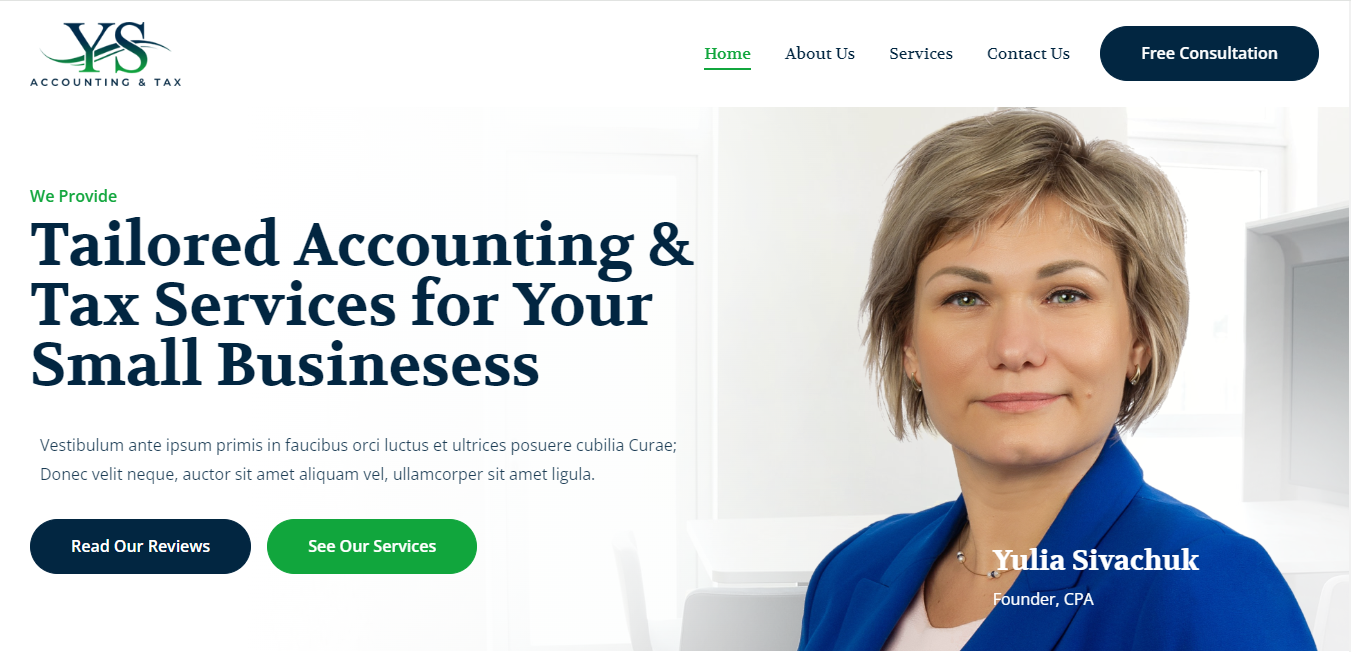 YS
ACCOUNTING & TAX
Home
About Us
Services
Contact Us
Free Consultation
We Provide
Tailored Accounting &
Tax Services for Your
Small Businesess
Vestibulum ante ipsum primis in faucibus orci luctus et ultrices posuere cubilia Curae;
Donec velit neque, auctor sit amet aliquam vel, ullamcorper sit amet ligula.
Read Our Reviews
See Our Services
Yulia Sivachuk
Founder, CPA